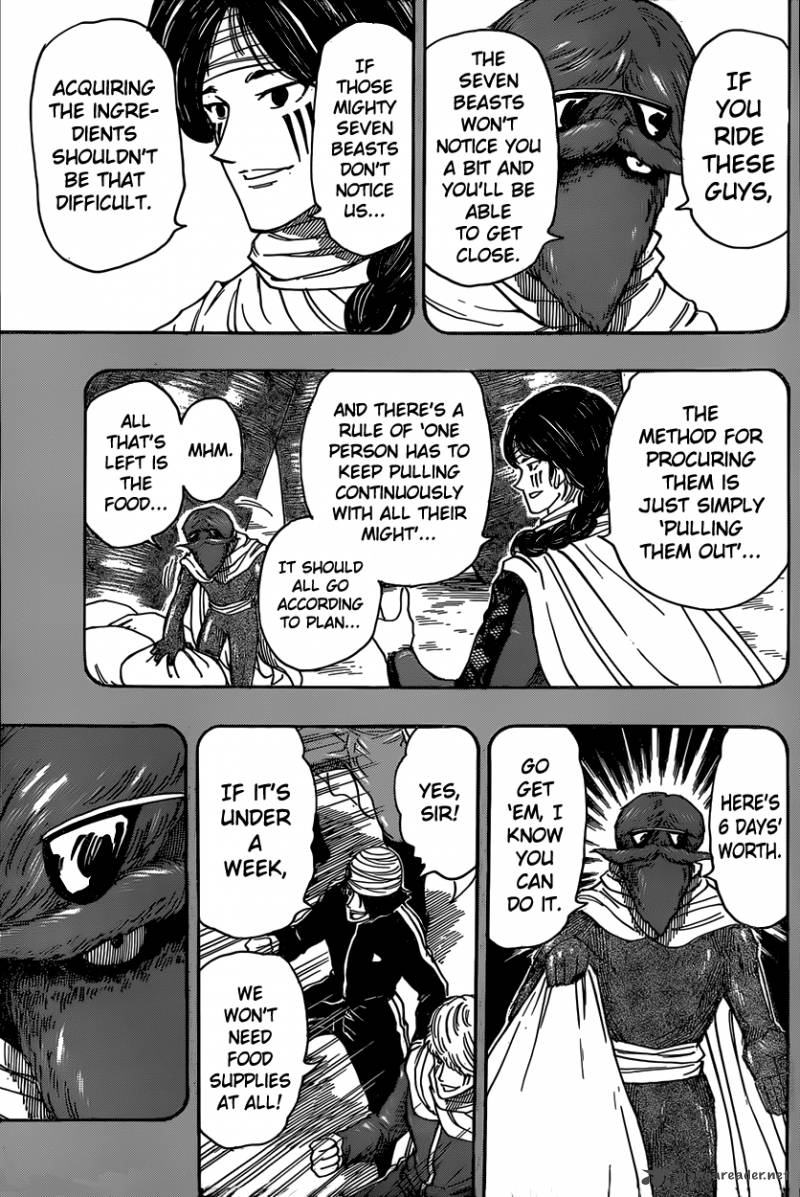 IF
YOU
RIDE
THESE
GUYS,
THE
SEVEN
BEASTS
WON'T
NOTICE YOU
A BIT AND
YOU'LL BE
ABLE
TO GET
CLOSE.
IF
THOSE
MIGHTY
SEVEN
BEASTS
DON'T
NOTICE
US...
ACQUIRING
THE INGRE-
DIENTS
SHOULDN'T
BE THAT
DIFFICULT.
THE
METHOD FOR
PROCURING
THEM IS
JUST SIMPLY
'PULLING
THEM OUT'...
AND THERE'S A
RULE OF 'ONE
PERSON HAS TO
KEEP PULLING
CONTINUOUSLY
WITH ALL THEIR
MIGHT'...
IT SHOULD
ALL GO
ACCORDING
TO PLAN...
MHM.
ALL
THAT'S
LEFT IS
THE
FOOD...
HERE'S
6 DAYS'
WORTH.
GO
GET
'EM, I
KNOW
YOU
CAN
DO IT.
YES,
SIR!
IF IT'S
UNDER
A
WEEK,
WE
WON'T
NEED
FOOD
SUPPLIES
AT ALL!